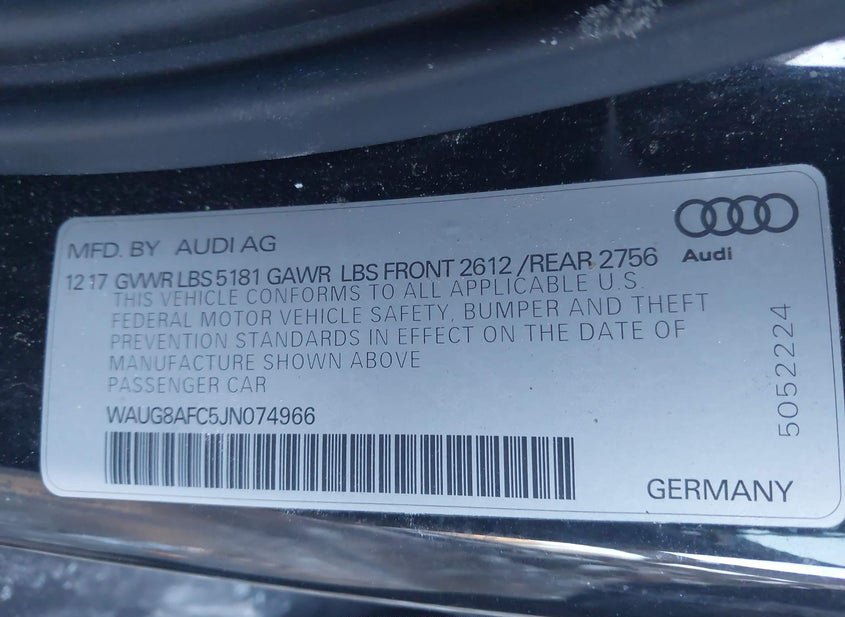 MFD. BY AUDI AG
Audi
12 17 GVWR LBS 5181 GAWR LBS FRONT 2612 /REAR 2756
THIS VEHICLE CONFORMS TO ALL APPLICABLE U.S.
FEDERAL MOTOR VEHICLE SAFETY, BUMPER AND THEFT
PREVENTION STANDARDS IN EFFECT ON THE DATE OF
MANUFACTURE SHOWN ABOVE
PASSENGER CAR
WAUG8AFC5JN074966
5052224
GERMANY